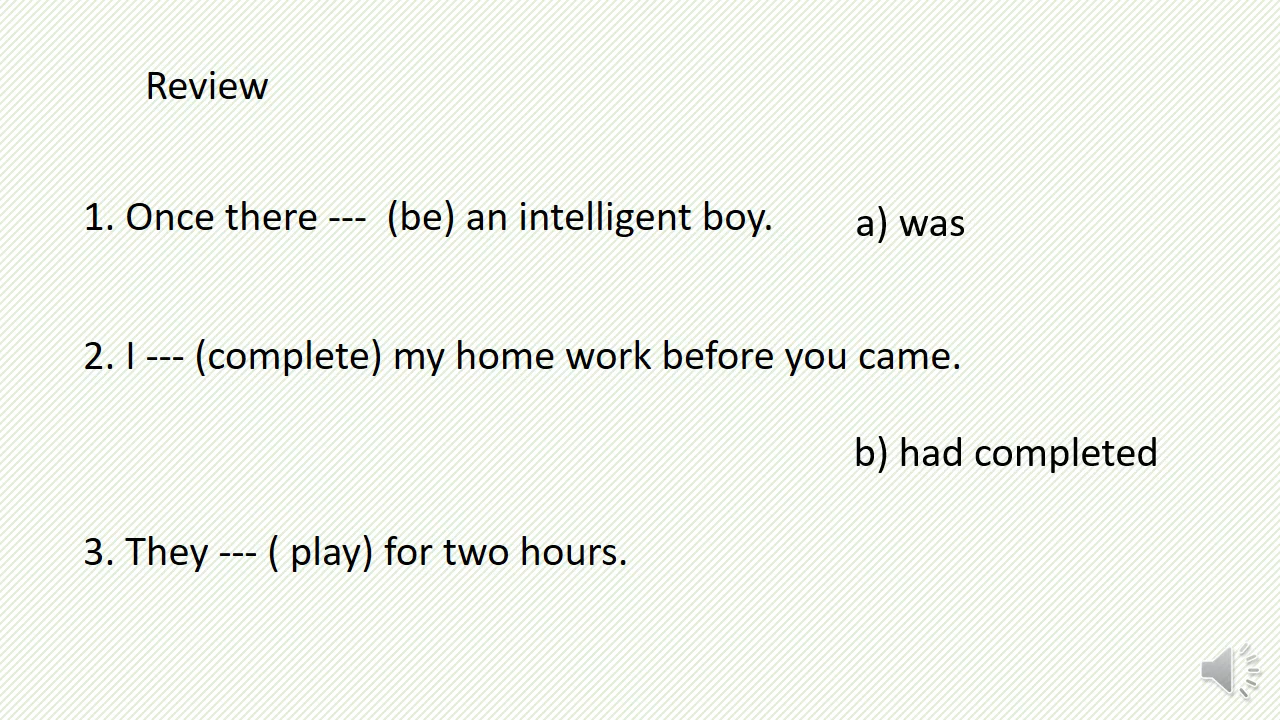 Review
1. Once there ---  (be) an intelligent boy.
a) was
2. I --- (complete) my home work before you came.
b) had completed
3. They --- ( play) for two hours.